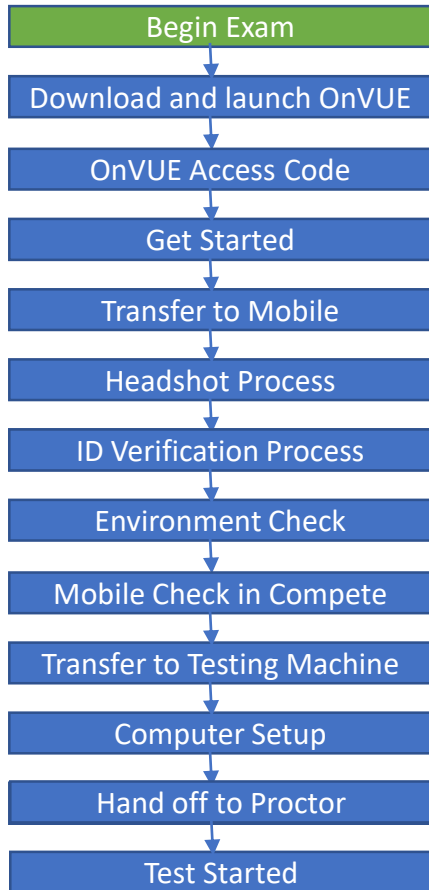 Begin Exam
Download and launch OnVUE
OnVUE Access Code
Get Started
Transfer to Mobile
Headshot Process
ID Verification Process
Environment Check
Mobile Check in Compete
Transfer to Testing Machine
Computer Setup
Hand off to Proctor
Test Started